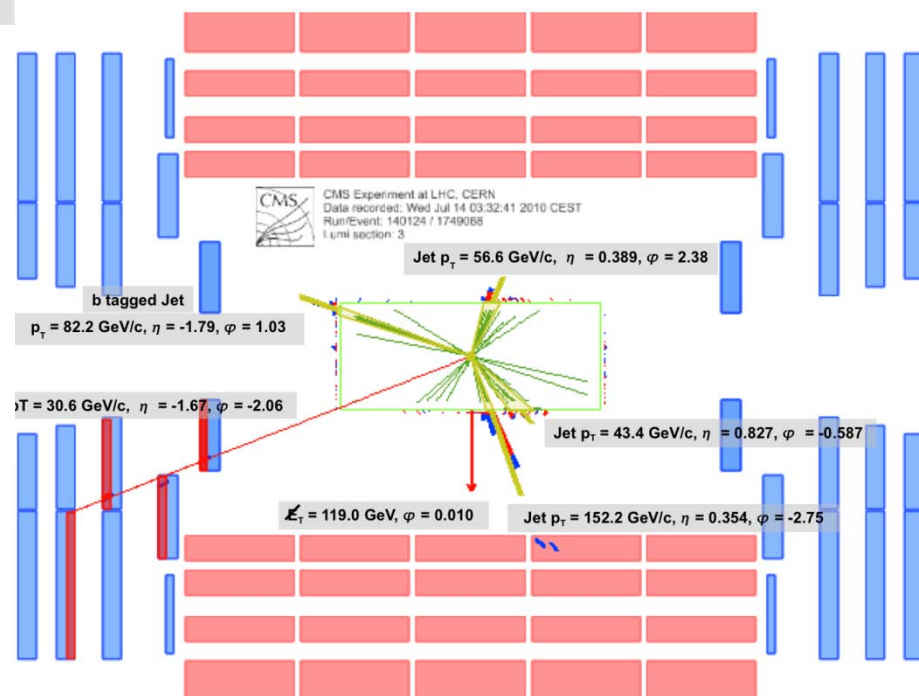 CMS
CMS Experiment at LHC, CERN
Data recorded: Wed Jul 14 03:32:41 2010 CEST
Run/Event: 140124 / 1749068
Lumi section: 3
Jet pT = 56.6 GeV/c, η = 0.389, φ = 2.38
b tagged Jet
pT = 82.2 GeV/c, η = -1.79, φ = 1.03
pT = 30.6 GeV/c, η = -1.67, φ = -2.06
Jet pT = 43.4 GeV/c, η = 0.827, φ = -0.587
E̸T = 119.0 GeV, φ = 0.010
Jet pT = 152.2 GeV/c, η = 0.354, φ = -2.75